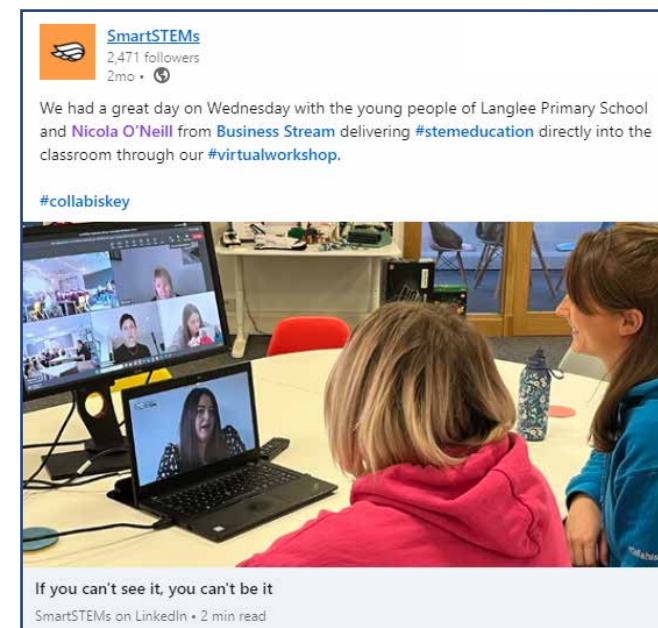 SmartSTEMs
2,471 followers
2mo •
We had a great day on Wednesday with the young people of Langlee Primary School
and Nicola O'Neill from Business Stream delivering #stemeducation directly into the
classroom through our #virtualworkshop.
#collabiskey
If you can't see it, you can't be it
SmartSTEMs on LinkedIn • 2 min read